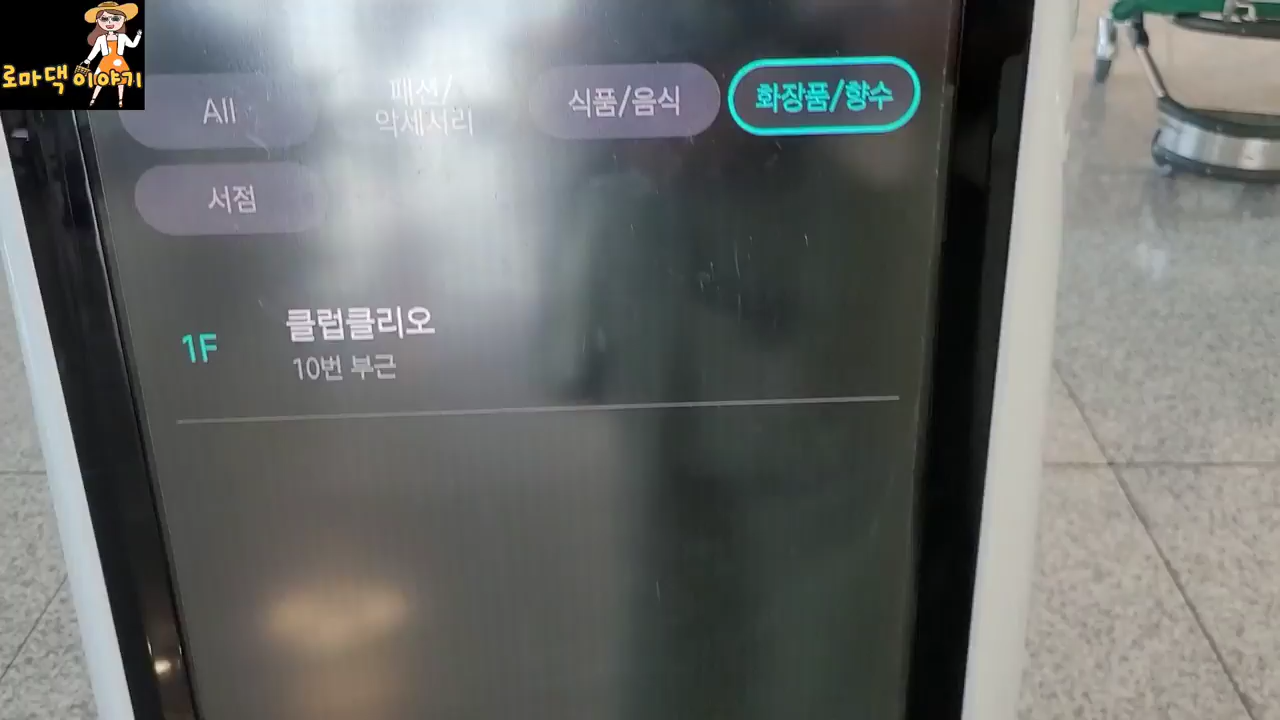 로마댁 이야기
All
패션/
악세서리
식품/음식
화장품/향수
서점
1F
클럽클리오
10번 부근